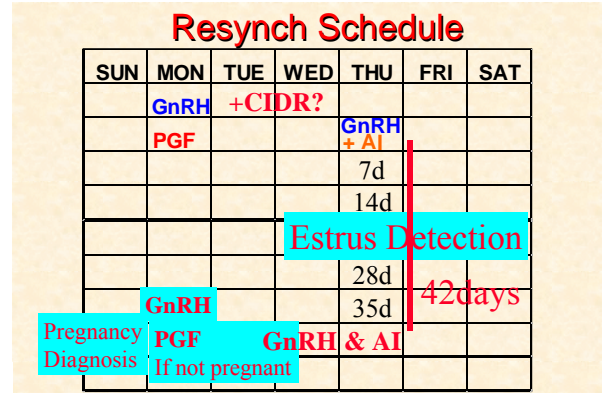 Resynch Schedule
SUN MON TUE WED THU FRI SAT
GnRH +CIDR?
PGF GnRH
+ AI
7d
14d
Estrus Detection
28d
42days
GnRH 35d
Pregnancy
Diagnosis
PGF GnRH & AI
If not pregnant